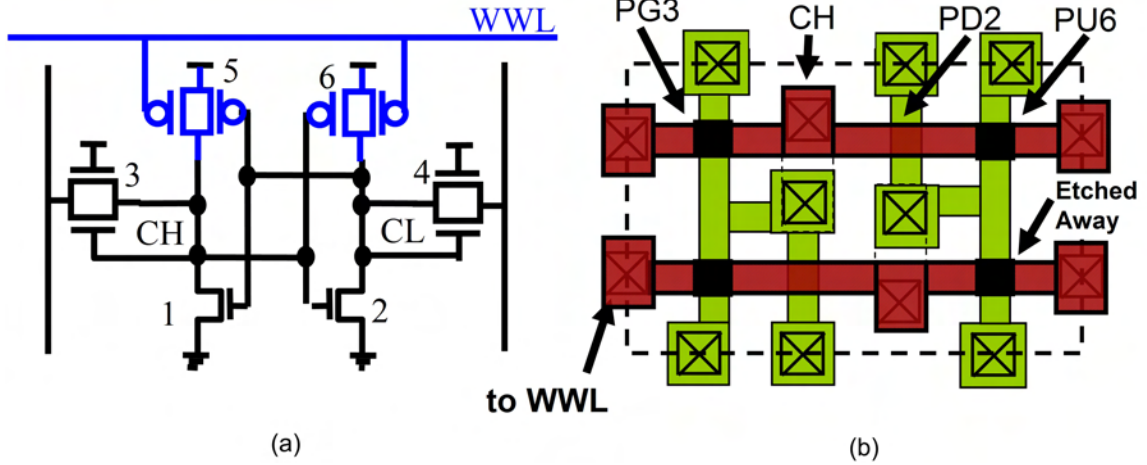 WWL
5
6
3
4
CH
CL
1
2
(a)
PG3
CH
PD2
PU6
Etched
Away
to WWL
(b)